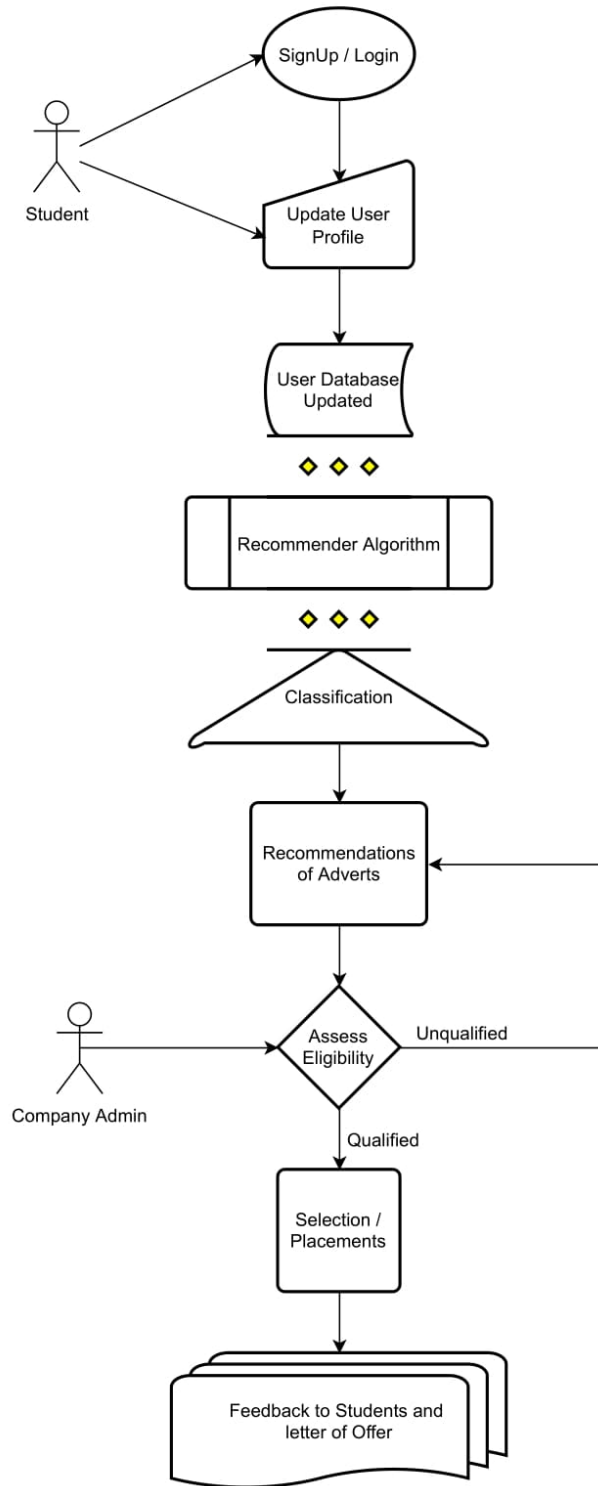 SignUp / Login
Student
Update User
Profile
User Database
Updated
Recommender Algorithm
Classification
Recommendations
of Adverts
Assess
Eligibility
Unqualified
Company Admin
Qualified
Selection /
Placements
Feedback to Students and
letter of Offer